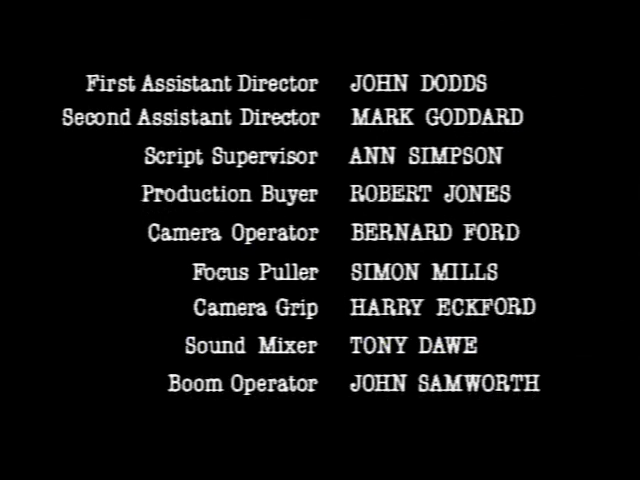 First Assistant Director JOHN DODDS
Second Assistant Director MARK GODDARD
Script Supervisor ANN SIMPSON
Production Buyer ROBERT JONES
Camera Operator BERNARD FORD
Focus Puller SIMON MILLS
Camera Grip HARRY ECKFORD
Sound Mixer TONY DAWE
Boom Operator JOHN SAMWORTH